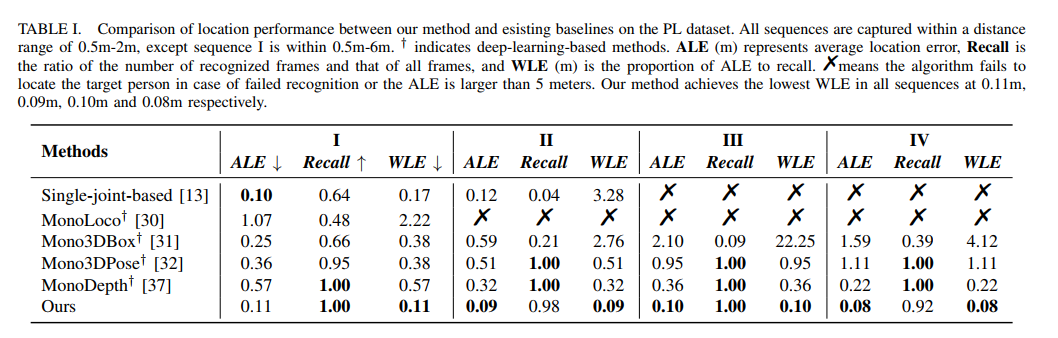 TABLE I. Comparison of location performance between our method and esisting baselines on the PL dataset. All sequences are captured within a distance
range of 0.5m-2m, except sequence I is within 0.5m-6m. † indicates deep-learning-based methods. ALE (m) represents average location error, Recall is
the ratio of the number of recognized frames and that of all frames, and WLE (m) is the proportion of ALE to recall. ✗means the algorithm fails to
locate the target person in case of failed recognition or the ALE is larger than 5 meters. Our method achieves the lowest WLE in all sequences at 0.11m,
0.09m, 0.10m and 0.08m respectively.
Methods I II III IV
ALE ↓ Recall ↑ WLE ↓ ALE Recall WLE ALE Recall WLE ALE Recall WLE
Single-joint-based [13] 0.10 0.64 0.17 0.12 0.04 3.28 ✗ ✗ ✗ ✗ ✗ ✗
MonoLoco† [30] 1.07 0.48 2.22 ✗ ✗ ✗ ✗ ✗ ✗ ✗ ✗ ✗
Mono3DBox† [31] 0.25 0.66 0.38 0.59 0.21 2.76 2.10 0.09 22.25 1.59 0.39 4.12
Mono3DPose† [32] 0.36 0.95 0.38 0.51 1.00 0.51 0.95 1.00 0.95 1.11 1.00 1.11
MonoDepth† [37] 0.57 1.00 0.57 0.32 1.00 0.32 0.36 1.00 0.36 0.22 1.00 0.22
Ours 0.11 1.00 0.11 0.09 0.98 0.09 0.10 1.00 0.10 0.08 0.92 0.08